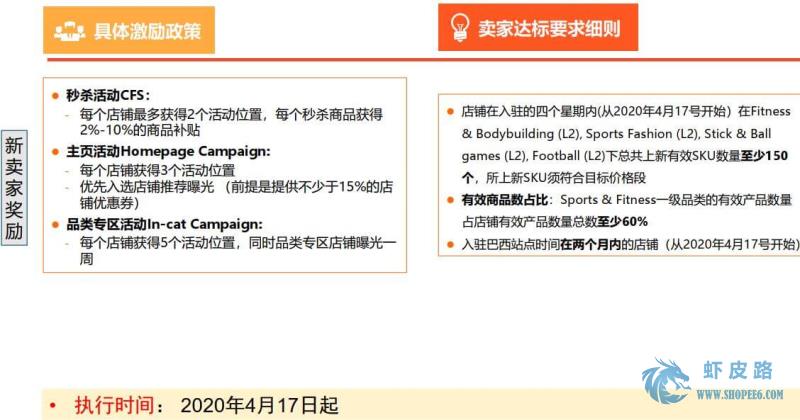 具体激励政策
卖家达标要求细则
新卖家奖励
• 秒杀活动CFS：
- 每个店铺最多获得2个活动位置，每个秒杀商品获得
2%-10%的商品补贴
• 主页活动Homepage Campaign:
- 每个店铺获得3个活动位置
- 优先入选店铺推荐曝光 （前提是提供不少于15%的店
铺优惠券）
• 品类专区活动In-cat Campaign:
- 每个店铺获得5个活动位置，同时品类专区店铺曝光一
周
• 店铺在入驻的四个星期内(从2020年4月17号开始）在Fitness
& Bodybuilding (L2), Sports Fashion (L2), Stick & Ball
games (L2), Football (L2)下总共上新有效SKU数量至少150
个，所上新SKU须符合目标价格段
• 有效商品数占比：Sports & Fitness一级品类的有效产品数量
占店铺有效产品数量总数至少60%
• 入驻巴西站点时间在两个月内的店铺（从2020年4月17号开始)
• 执行时间： 2020年4月17日起
虾皮路
WWW.SHOPEE6.COM